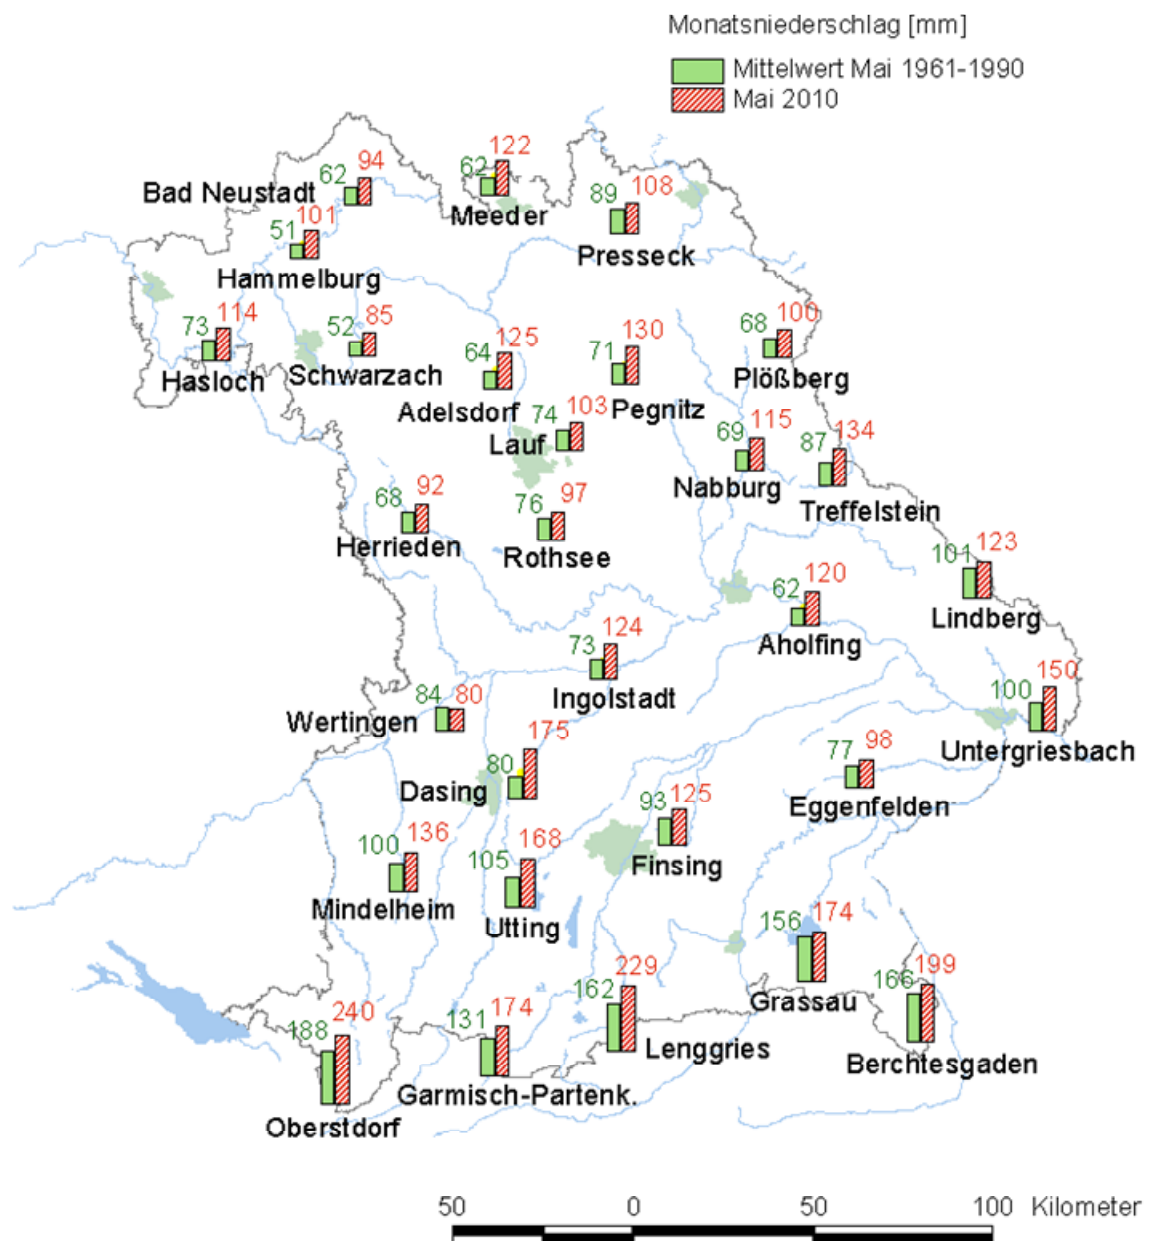 Monatsniederschlag [mm]
Mittelwert Mai 1961-1990
Mai 2010
62 122
Meeder
62 94
Bad Neustadt
89 108
Presseck
51 101
Hammelburg
73 114
Hasloch
52 85
Schwarzach
64 125
Adelsdorf
71 130
Pegnitz
68 100
Plößberg
74 103
Lauf
69 115
Nabburg
87 134
Treffelstein
68 92
Herrieden
76 97
Rothsee
101 123
Lindberg
62 120
Aholfing
73 124
Ingolstadt
84 80
Wertingen
100 150
Untergriesbach
80 175
Dasing
77 98
Eggenfelden
93 125
Finsing
100 136
Mindelheim
105 168
Utting
156 174
Grassau
162 229
Lenggries
166 199
Berchtesgaden
188 240
Oberstdorf
131 174
Garmisch-Partenk.
50 0 50 100 Kilometer